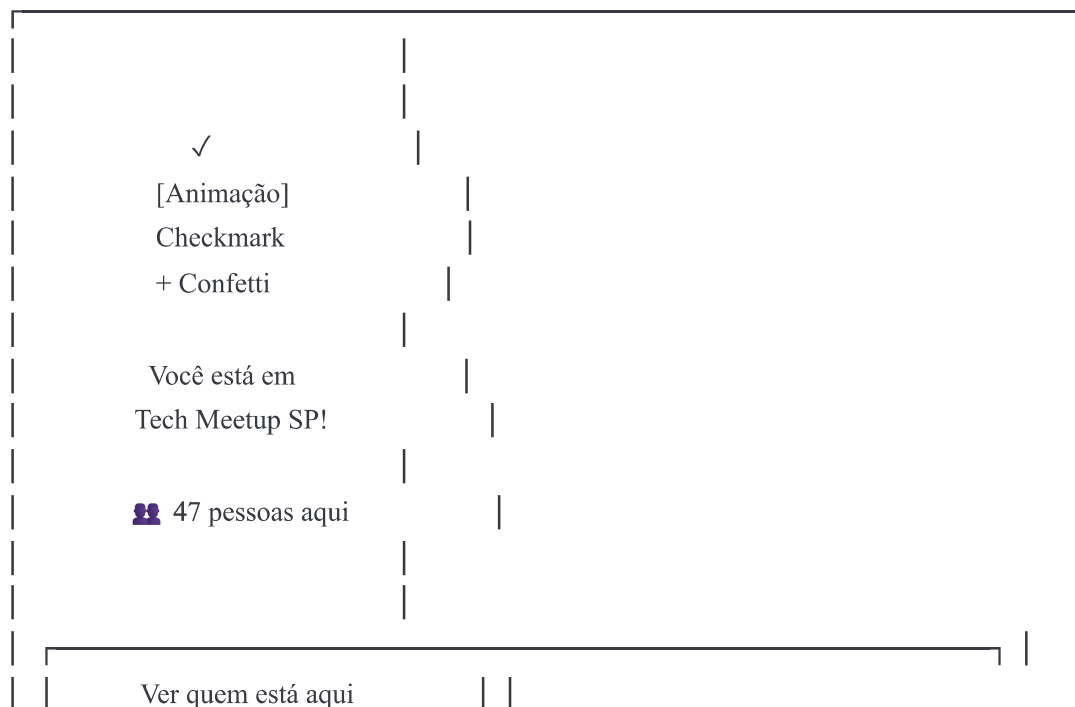 ✓
[Animação]
Checkmark
+ Confetti
Você está em
Tech Meetup SP!
👥 47 pessoas aqui
Ver quem está aqui